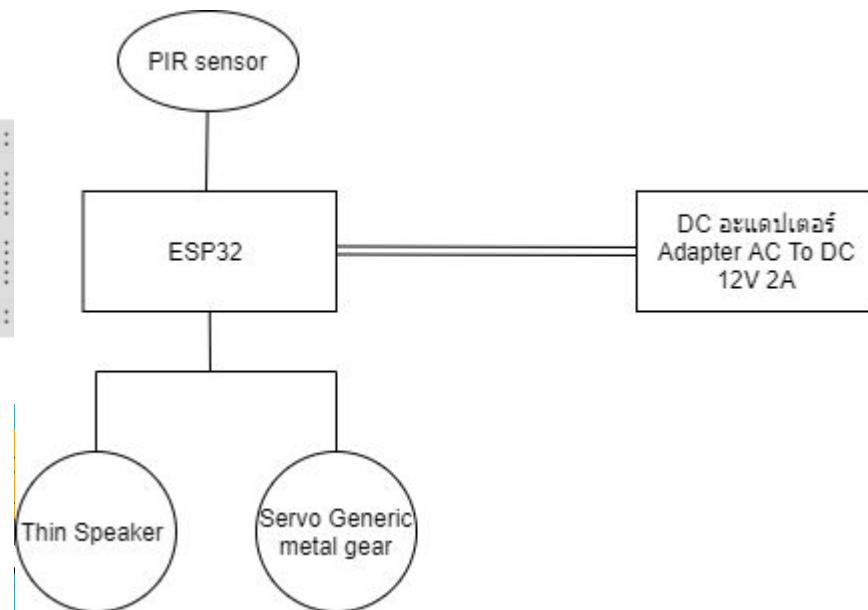 PIR sensor
ESP32
DC อะแดปเตอร์
Adapter AC To DC
12V 2A
Thin Speaker
Servo Generic
metal gear